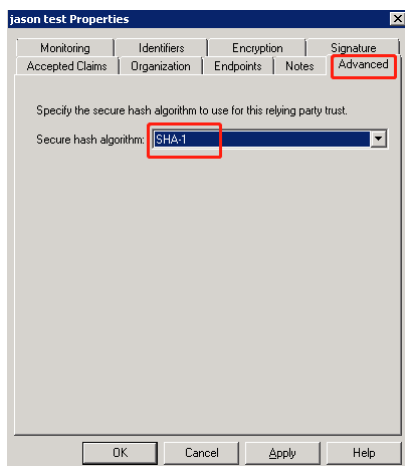 jason test Properties
Monitoring Identifiers Encryption Signature
Accepted Claims Organization Endpoints Notes Advanced
Specify the secure hash algorithm to use for this relying party trust.
Secure hash algorithm: SHA-1
OK Cancel Apply Help